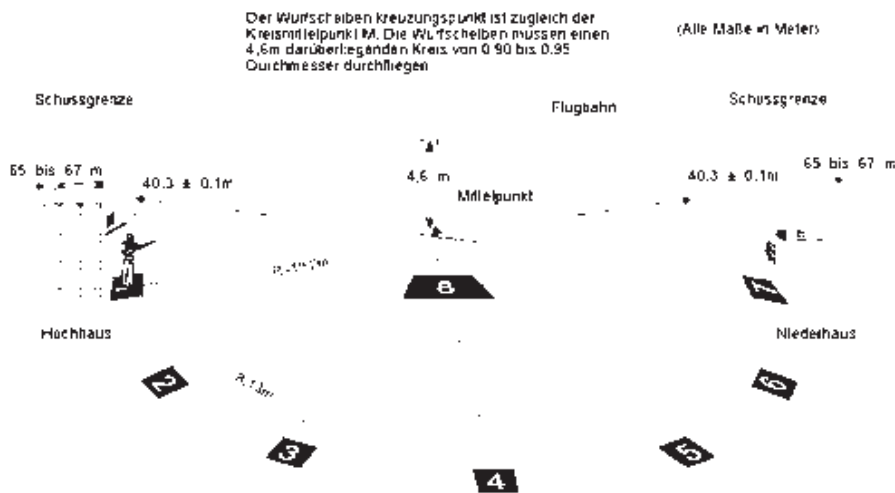 Der Wurfscheiben kreuzungspunkt ist zugleich der
Kreismittelpunkt M. Die Wurfscheiben müssen einen
4,6m darüberliegenden Kreis von 0.90 bis 0.95
Durchmesser durchfliegen
(Alle Maße in Meter)
Schussgrenze
Flugbahn
Schussgrenze
65 bis 67 m
40.3 ± 0.1m
4,6 m
Mittelpunkt
40.3 ± 0.1m
65 bis 67 m
8
7
Hochhaus
Niederhaus
2
6
3
5
4